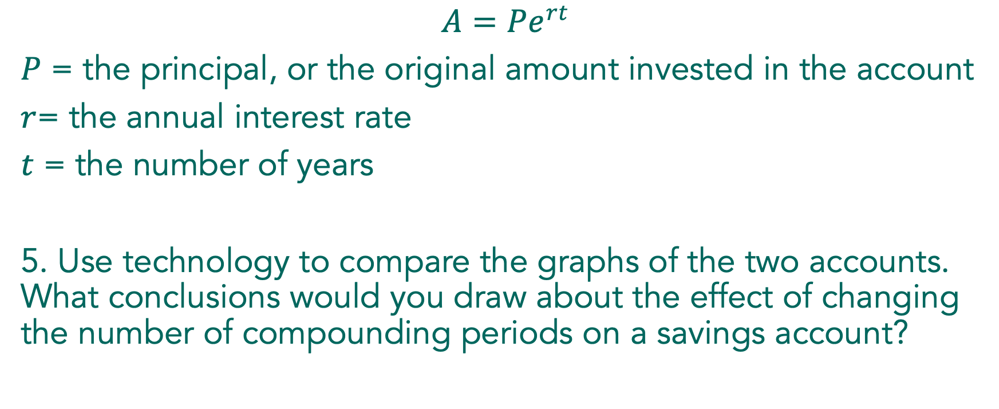 A = Pe^{rt}
P = the principal, or the original amount invested in the account
r= the annual interest rate
t = the number of years
5. Use technology to compare the graphs of the two accounts.
What conclusions would you draw about the effect of changing
the number of compounding periods on a savings account?